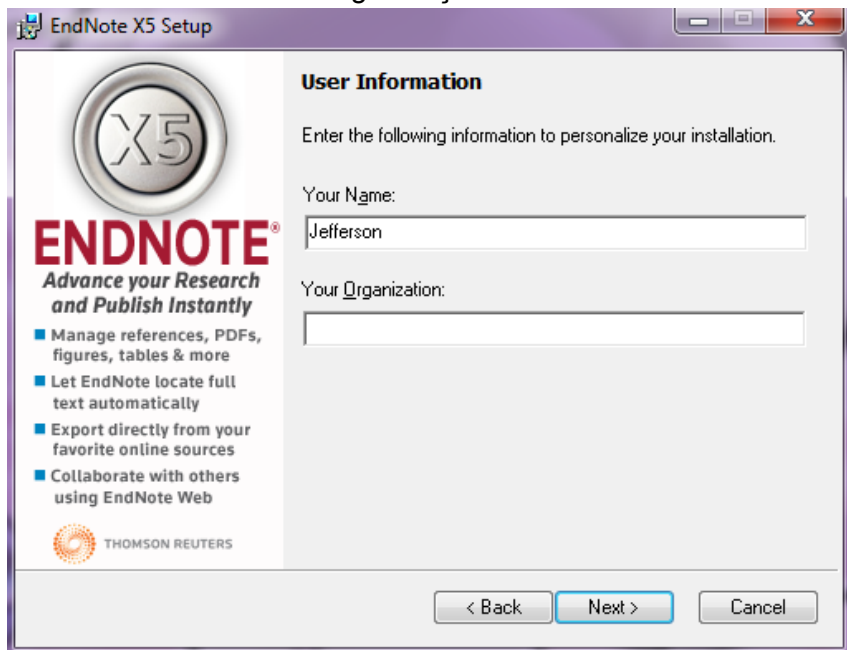 EndNote X5 Setup
X5
ENDNOTE®
Advance your Research
and Publish Instantly
Manage references, PDFs,
figures, tables & more
Let EndNote locate full
text automatically
Export directly from your
favorite online sources
Collaborate with others
using EndNote Web
THOMSON REUTERS
User Information
Enter the following information to personalize your installation.
Your Name:
Jefferson
Your Organization:
< Back
Next >
Cancel